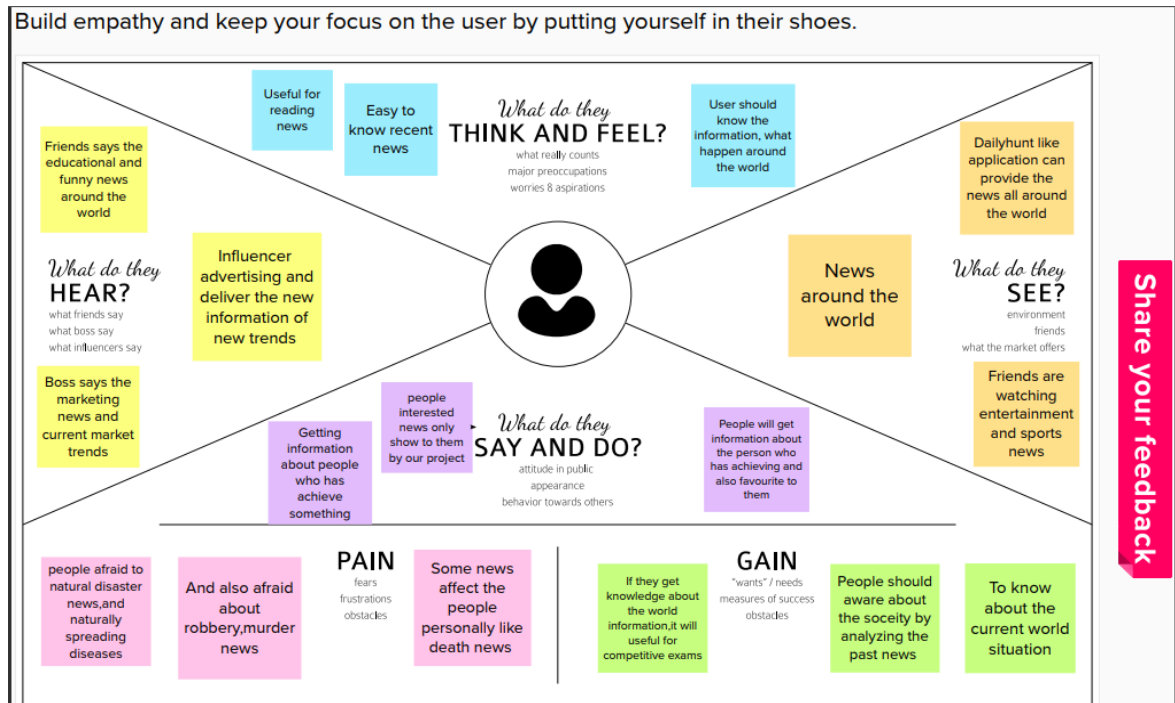 Build empathy and keep your focus on the user by putting yourself in their shoes.
Useful for
reading
news
Easy to
know recent
news
What do they
THINK AND FEEL?
what really counts
major preoccupations
worries & aspirations
User should
know the
information, what
happen around
the world
Friends says the
educational and
funny news
around the
world
Influencer
advertising and
deliver the new
information of
new trends
What do they
HEAR?
what friends say
what boss say
what influencers say
Boss says the
marketing
news and
current market
trends
Dailyhunt like
application can
provide the
news all around
the world
News
around the
world
What do they
SEE?
environment
friends
what the market offers
Friends are
watching
entertainment
and sports
news
people
interested
news only
show to them
by our project
Getting
information
about people
who has
achieve
something
What do they
SAY AND DO?
attitude in public
appearance
behavior towards others
People will get
information about
the person who
has achieving and
also favourite to
them
people afraid to
natural disaster
news,and
naturally
spreading
diseases
And also afraid
about
robbery,murder
news
PAIN
fears
frustrations
obstacles
Some news
affect the
people
personally like
death news
If they get
knowledge about
the world
information,it will
useful for
competitive exams
GAIN
"wants" / needs
measures of success
obstacles
People should
aware about
the soceity by
analyzing the
past news
To know
about the
current world
situation
Share your feedback